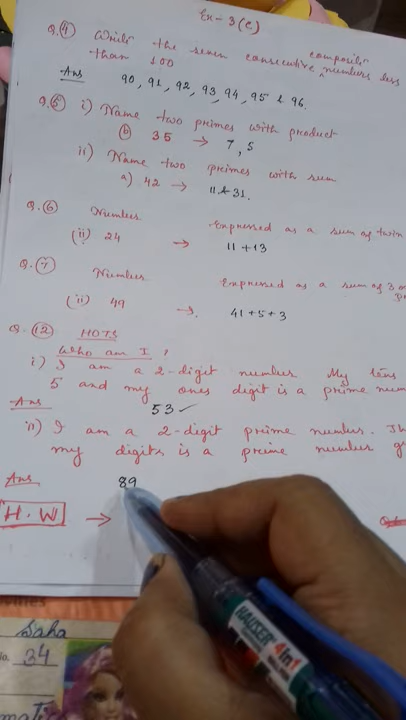 Ex - 3(c)
Q.④ Write the seven consecutive composite numbers less
than 100
Ans 90, 91, 92, 93, 94, 95 & 96.
Q.⑤ i) Name two primes with product
(b) 35 → 7, 5
ii) Name two primes with sum
a) 42 → 11 & 31.
Q.⑥ Number Expressed as a sum of twin
(ii) 24 → 11 + 13
Q.⑦ Number Expressed as a sum of 3 o
(ii) 49 → 41 + 5 + 3
Q.⑫ HOTS
Who am I?
i) I am a 2-digit number. My tens
5 and my ones digit is a prime num
Ans 53
ii) I am a 2-digit prime number. Th
my digits is a prime number g
Ans 89
H.W →
HAUSER 4in1
Saha
No. 34